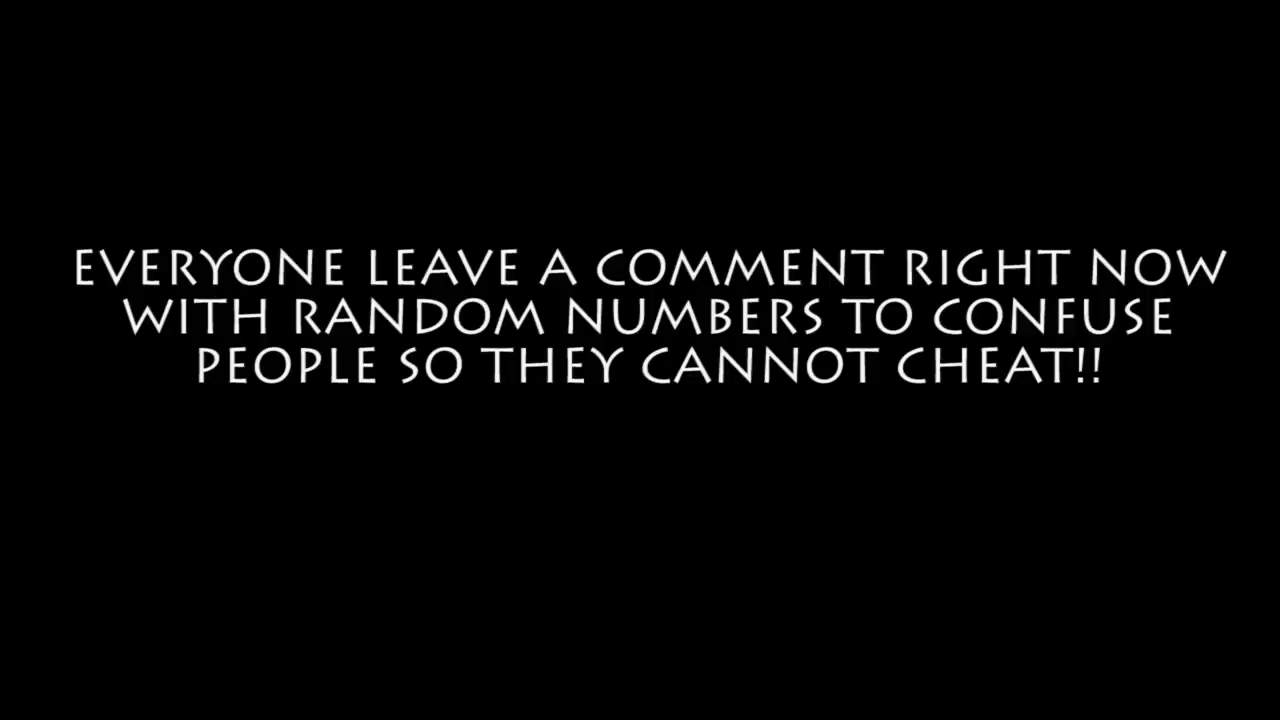 EVERYONE LEAVE A COMMENT RIGHT NOW
WITH RANDOM NUMBERS TO CONFUSE
PEOPLE SO THEY CANNOT CHEAT!!